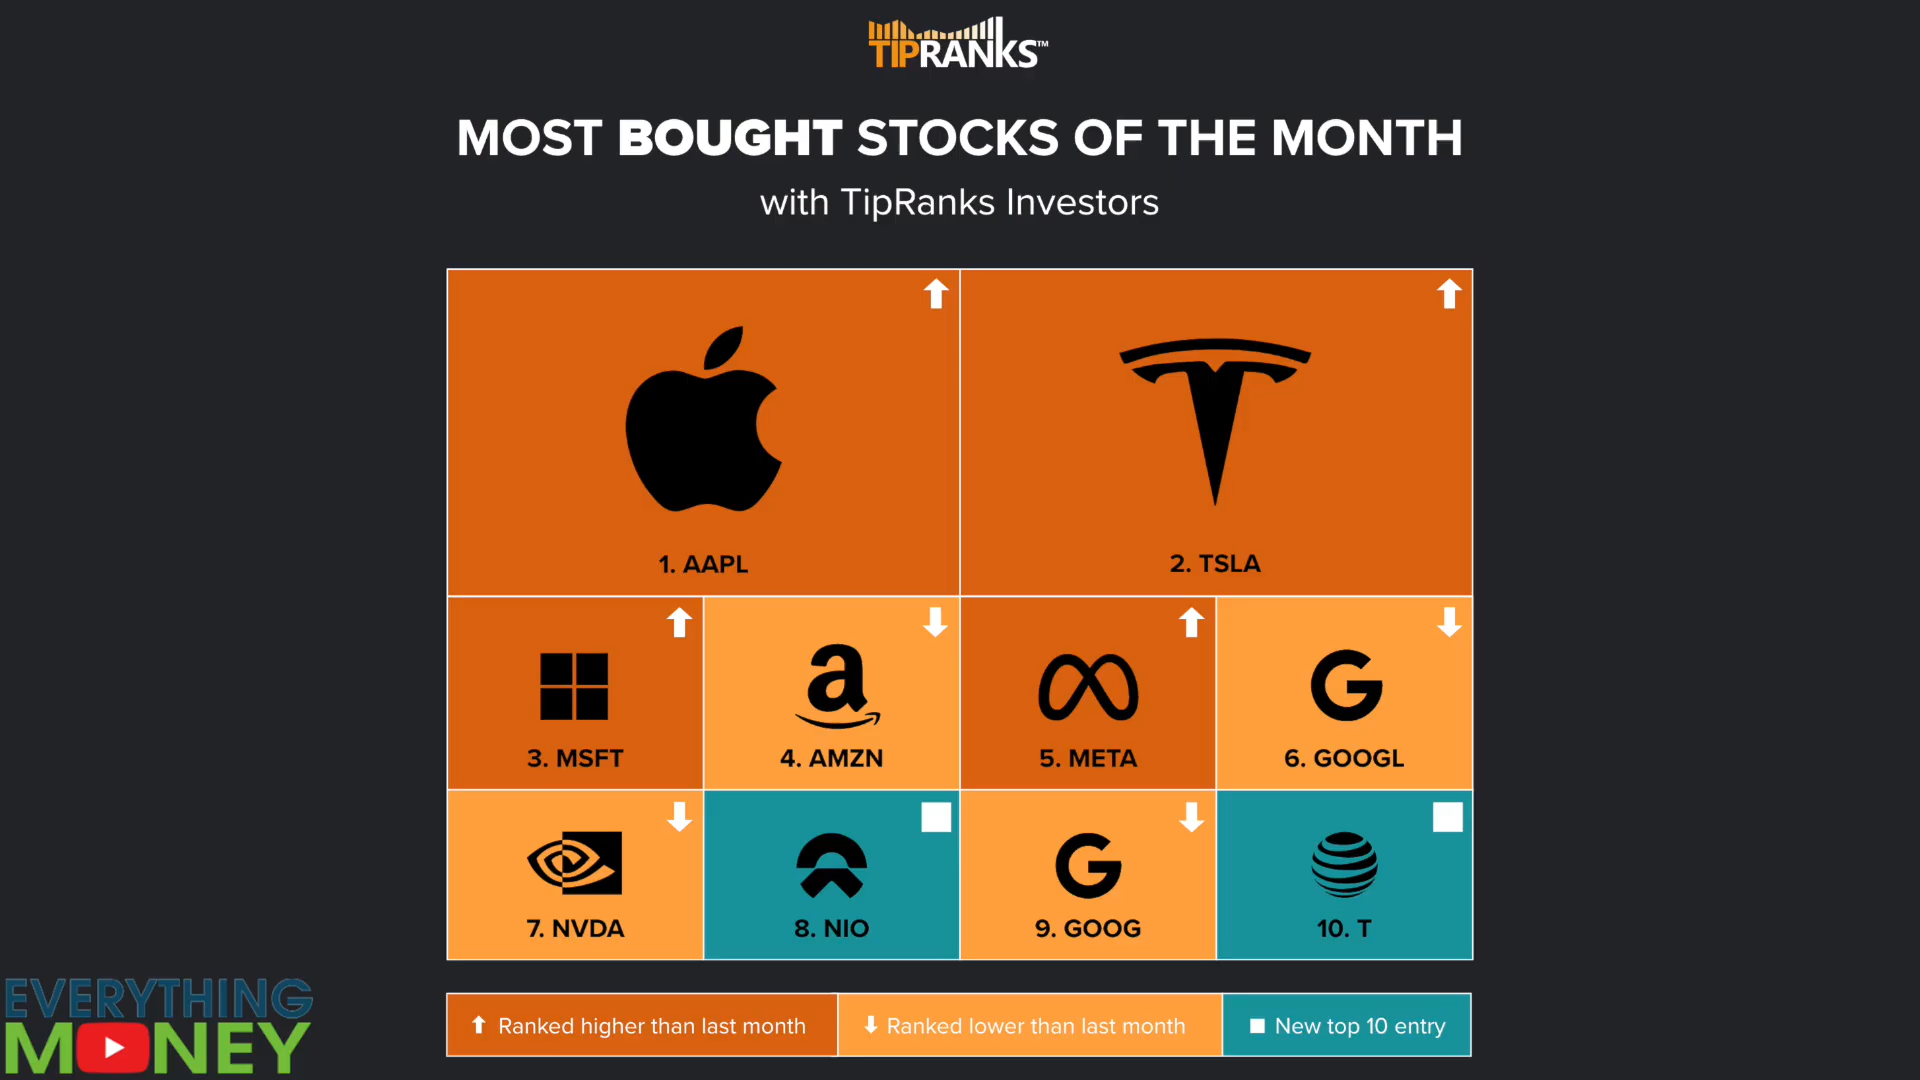 TIPRANKS™
MOST BOUGHT STOCKS OF THE MONTH
with TipRanks Investors
1. AAPL
2. TSLA
3. MSFT
4. AMZN
5. META
6. GOOGL
7. NVDA
8. NIO
9. GOOG
10. T
Ranked higher than last month
Ranked lower than last month
New top 10 entry
EVERYTHING
MONEY